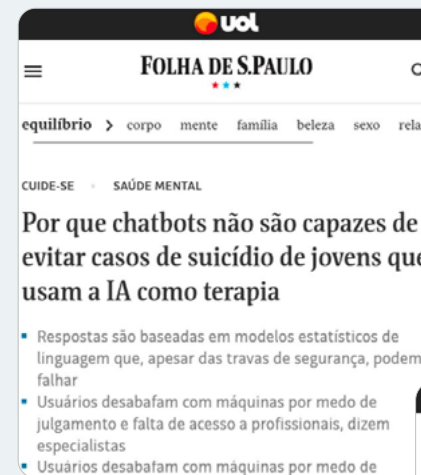 uol
FOLHA DE S.PAULO
equilíbrio > corpo mente família beleza sexo rela
CUIDE-SE SAÚDE MENTAL
Por que chatbots não são capazes de
evitar casos de suicídio de jovens que
usam a IA como terapia
Respostas são baseadas em modelos estatísticos de
linguagem que, apesar das travas de segurança, podem
falhar
Usuários desabafam com máquinas por medo de
julgamento e falta de acesso a profissionais, dizem
especialistas
Usuários desabafam com máquinas por medo de